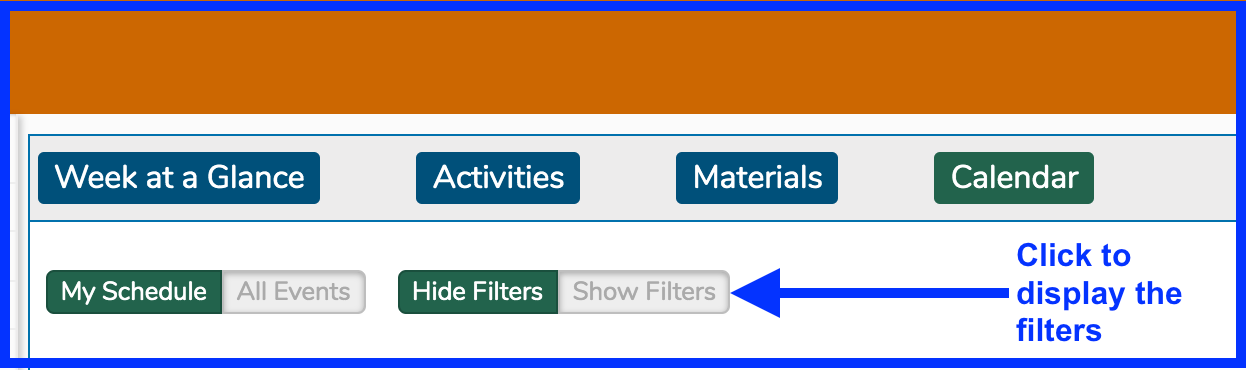 Week at a Glance Activities Materials Calendar
My Schedule All Events Hide Filters Show Filters
Click to
display the
filters